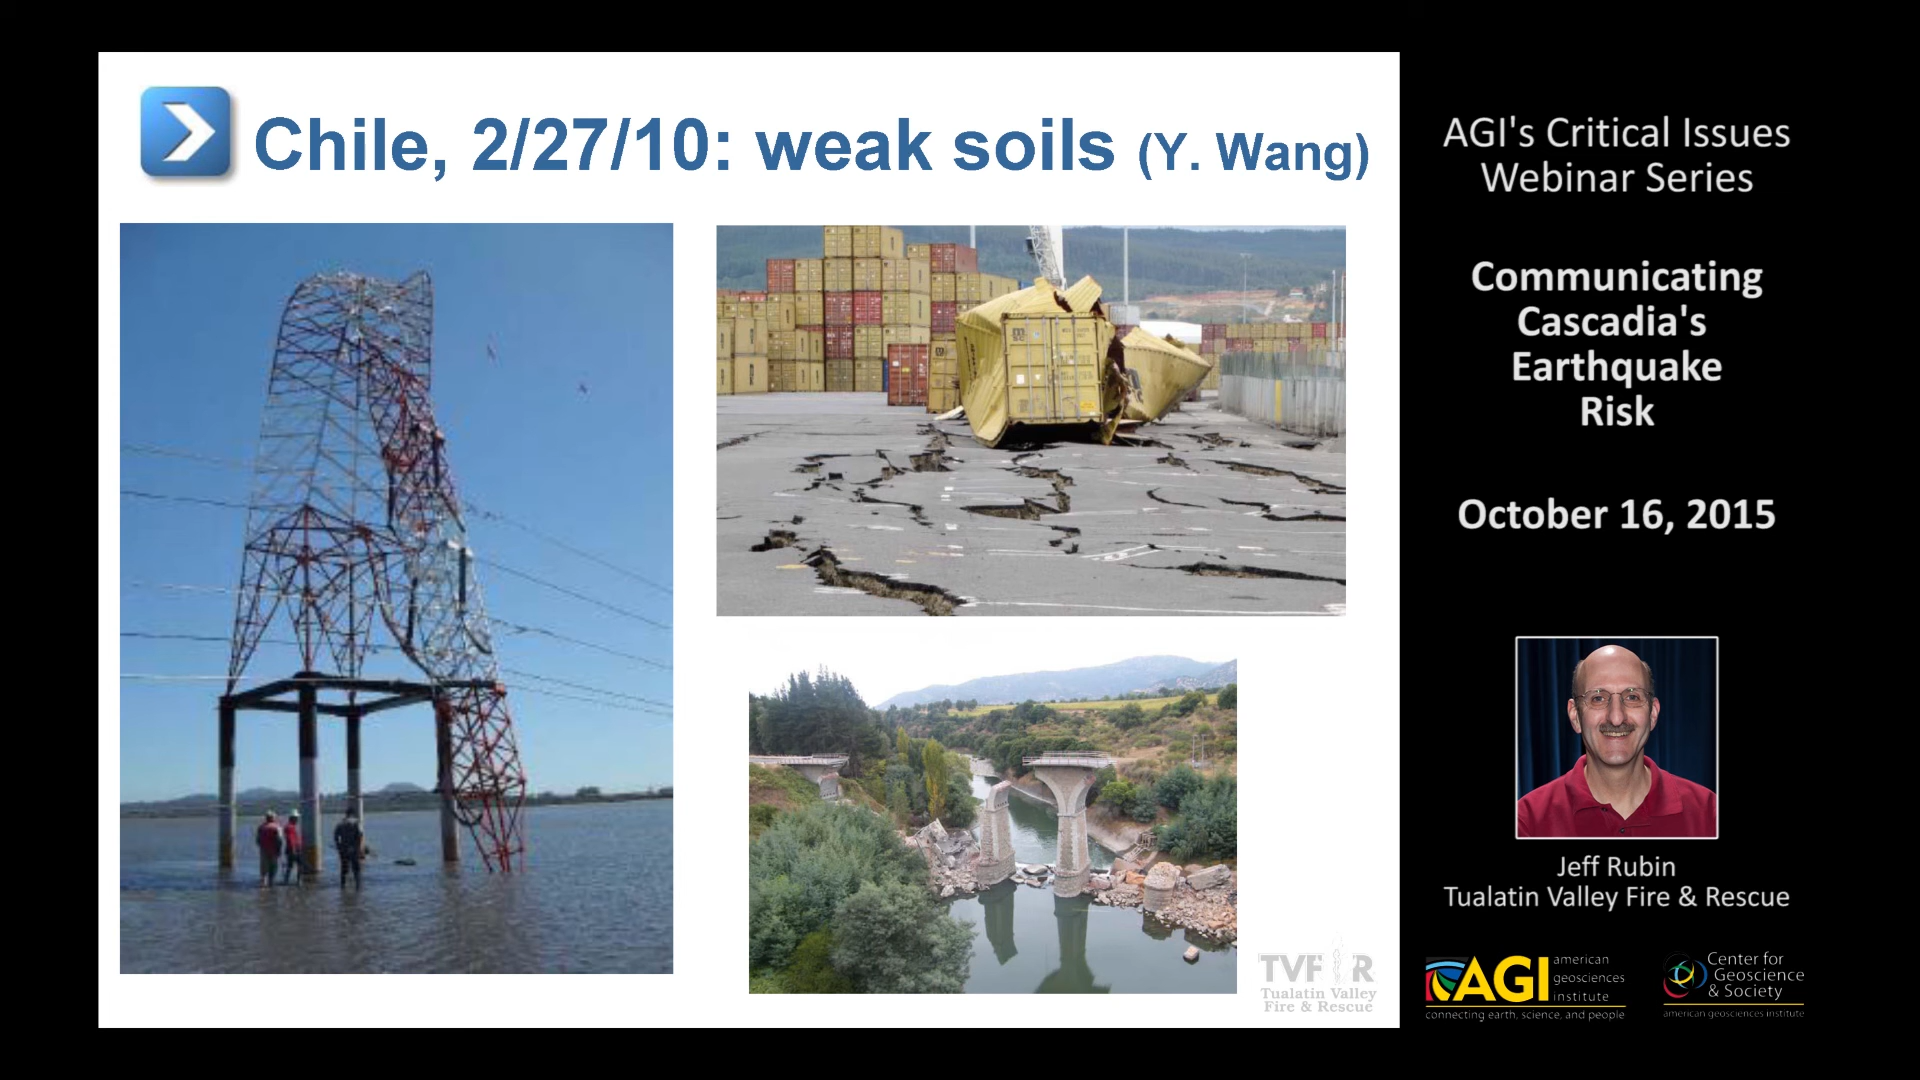 Chile, 2/27/10: weak soils (Y. Wang)
TVF R
Tualatin Valley
Fire & Rescue
AGI's Critical Issues
Webinar Series
Communicating
Cascadia's
Earthquake
Risk
October 16, 2015
Jeff Rubin
Tualatin Valley Fire & Rescue
AGI
american
geosciences
institute
connecting earth, science, and people
Center for
Geoscience
& Society
american geosciences institute